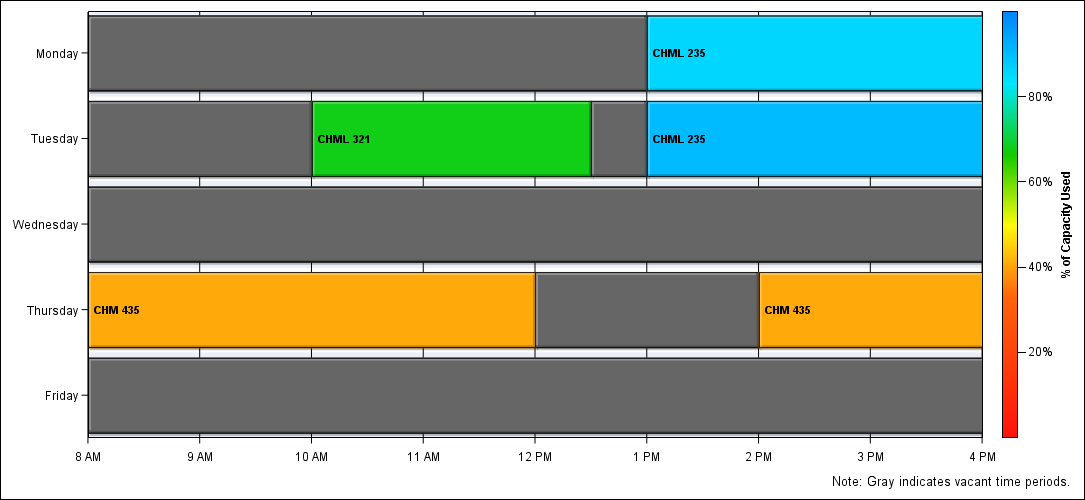 Monday
CHML 235
80%
Tuesday
CHML 321
CHML 235
60%
% of Capacity Used
Wednesday
40%
Thursday
CHM 435
CHM 435
20%
Friday
8 AM
9 AM
10 AM
11 AM
12 PM
1 PM
2 PM
3 PM
4 PM
Note: Gray indicates vacant time periods.